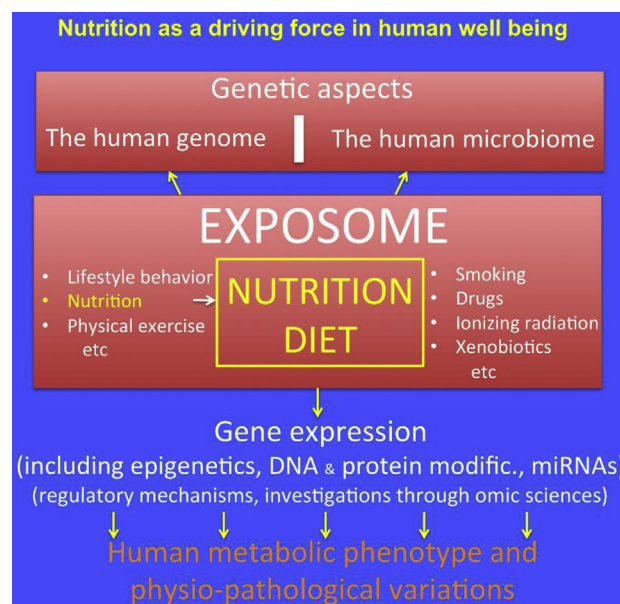 Nutrition as a driving force in human well being
Genetic aspects
The human genome
The human microbiome
EXPOSOME
• Lifestyle behavior
• Nutrition
• Physical exercise
etc
NUTRITION
DIET
• Smoking
• Drugs
• Ionizing radiation
• Xenobiotics
etc
Gene expression
(including epigenetics, DNA & protein modific., miRNAs)
(regulatory mechanisms, investigations through omic sciences)
Human metabolic phenotype and
physio-pathological variations